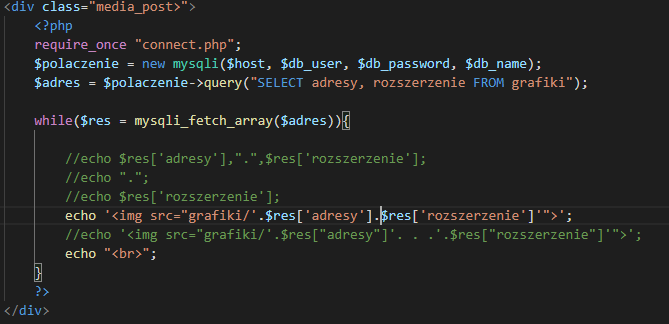 <div class="media_post>">
<?php
require_once "connect.php";
$polaczenie = new mysqli($host, $db_user, $db_password, $db_name);
$adres = $polaczenie->query("SELECT adresy, rozszerzenie FROM grafiki");
while($res = mysqli_fetch_array($adres)){
//echo $res['adresy'],".",$res['rozszerzenie'];
//echo ".";
//echo $res['rozszerzenie'];
echo '<img src="grafiki/'.$res['adresy'].$res['rozszerzenie']'">';
//echo '<img src="grafiki/'.$res["adresy"]'. . .'.$res["rozszerzenie"]'">';
echo "<br>";
}
?>
</div>